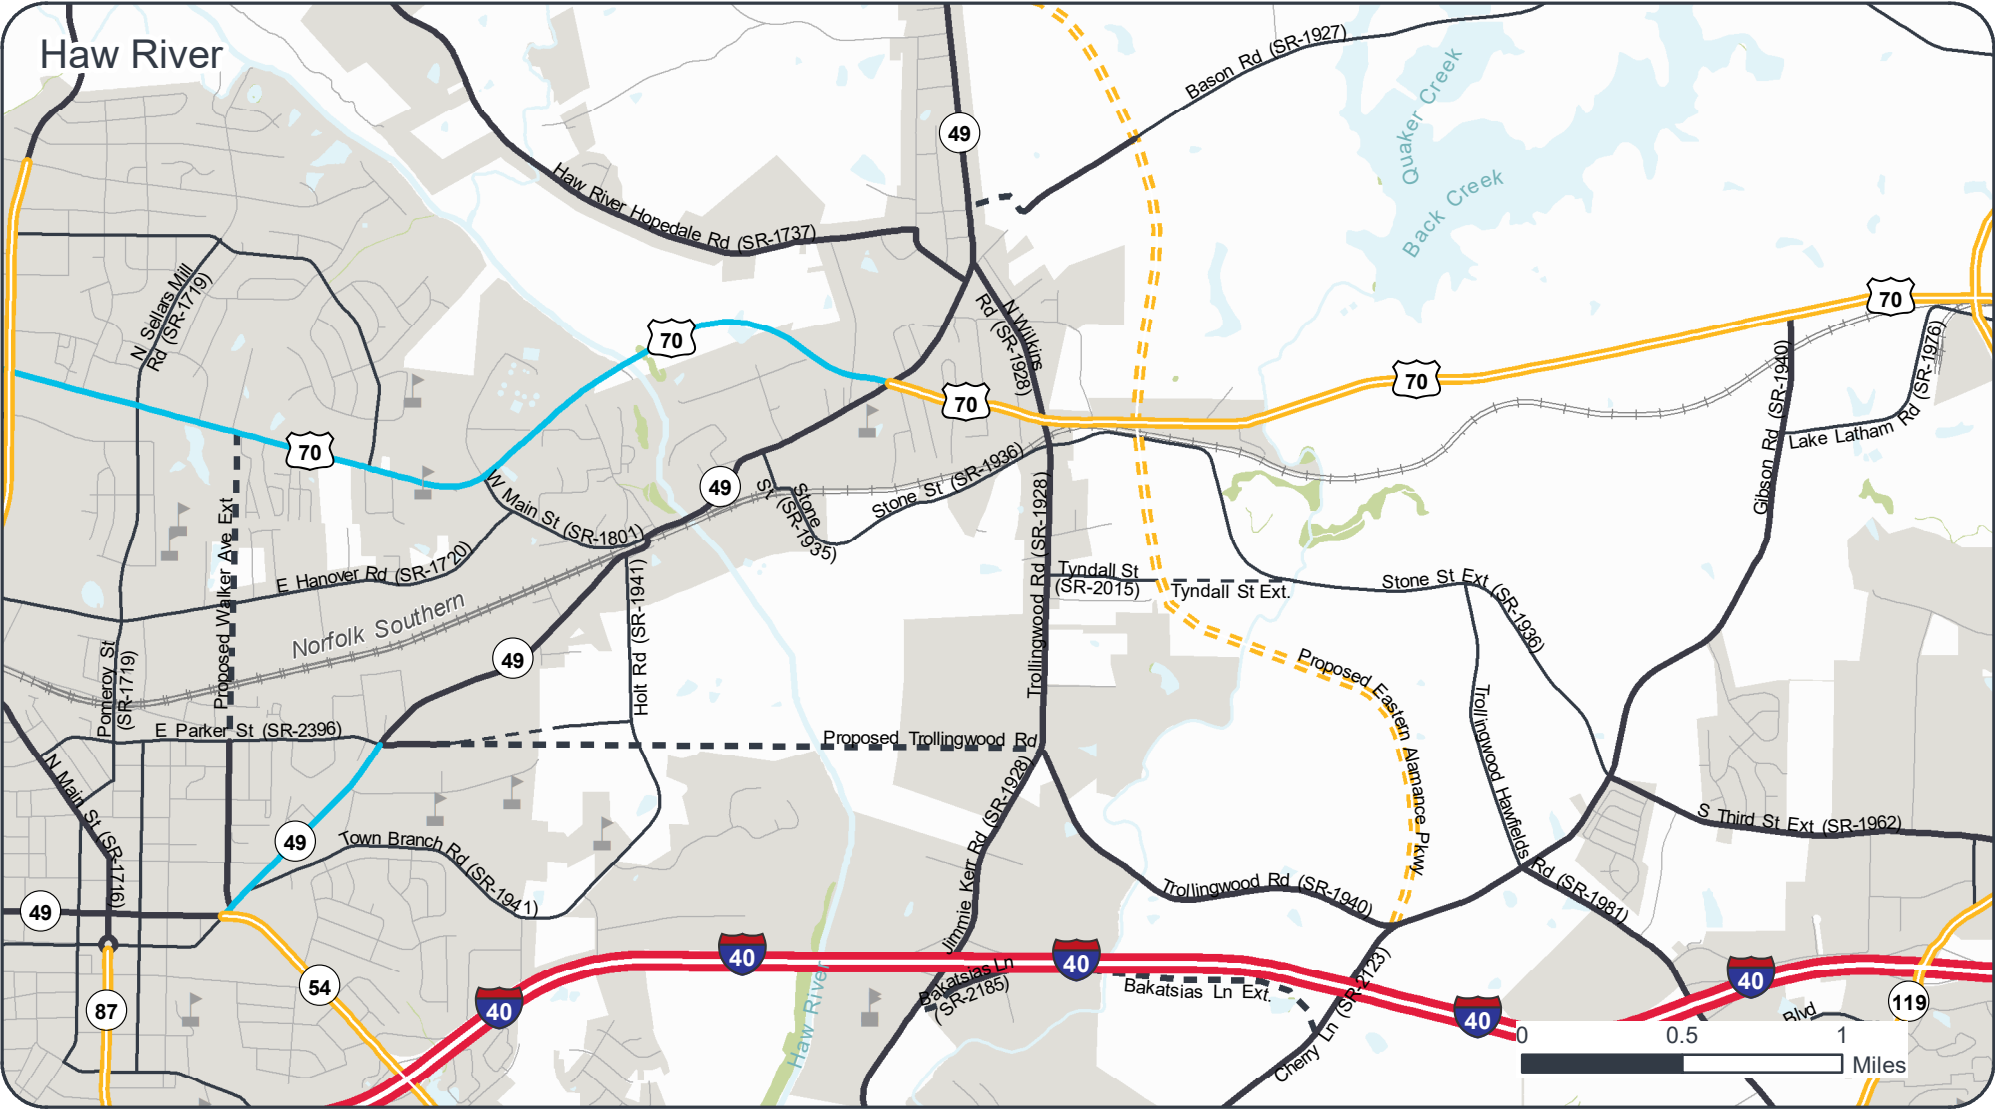 Haw River
Bason Rd (SR-1927)
Quaker Creek
Back Creek
49
Haw River Hopedale Rd (SR-1737)
N Sellars Mill
Rd (SR-1719)
70
70
70
70
70
N Wilkins
Rd (SR-1928)
Gibson Rd (SR-1940)
Lake Latham Rd (SR-1976)
W Main St (SR-1801)
49
Stone
St (SR-1935)
Stone St (SR-1936)
E Hanover Rd (SR-1720)
Proposed Walker Ave Ext
Norfolk Southern
49
Holt Rd (SR-1941)
Trollingwood Rd (SR-1928)
Tyndall St
(SR-2015)
Tyndall St Ext.
Stone St Ext (SR-1936)
Proposed Eastern Alamance Pkwy
Trollingwood Hawfields Rd (SR-1981)
Pomeroy St
(SR-1719)
E Parker St (SR-2396)
Proposed Trollingwood Rd
N Main St (SR-1716)
49
Town Branch Rd (SR-1941)
Jimmie Kerr Rd (SR-1928)
Trollingwood Rd (SR-1940)
S Third St Ext (SR-1962)
49
40
40
40
40
40
54
87
119
Haw River
Bakatsias Ln
(SR-2185)
Bakatsias Ln Ext.
Cherry Ln (SR-2123)
Blvd
0 0.5 1
Miles